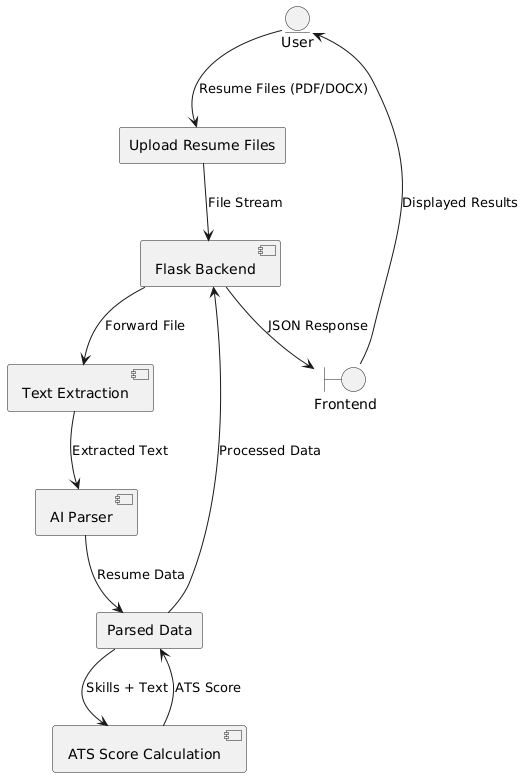 User
Resume Files (PDF/DOCX)
Upload Resume Files
Displayed Results
File Stream
Flask Backend
Forward File
JSON Response
Text Extraction
Frontend
Extracted Text
Processed Data
AI Parser
Resume Data
Parsed Data
Skills + Text
ATS Score
ATS Score Calculation